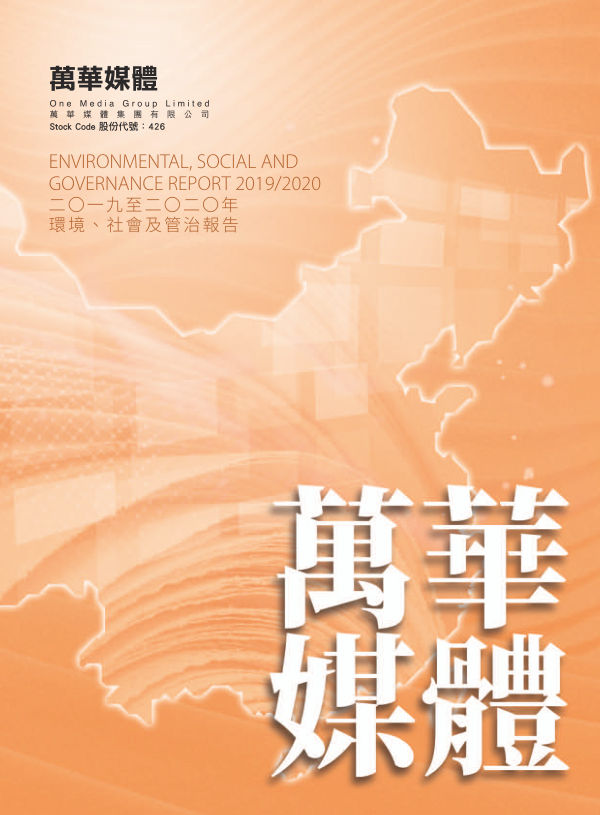 萬華媒體
One Media Group Limited
萬華媒體集團有限公司
Stock Code 股份代號：426
ENVIRONMENTAL, SOCIAL AND
GOVERNANCE REPORT 2019/2020
二〇一九至二〇二〇年
環境、社會及管治報告
萬華
媒體